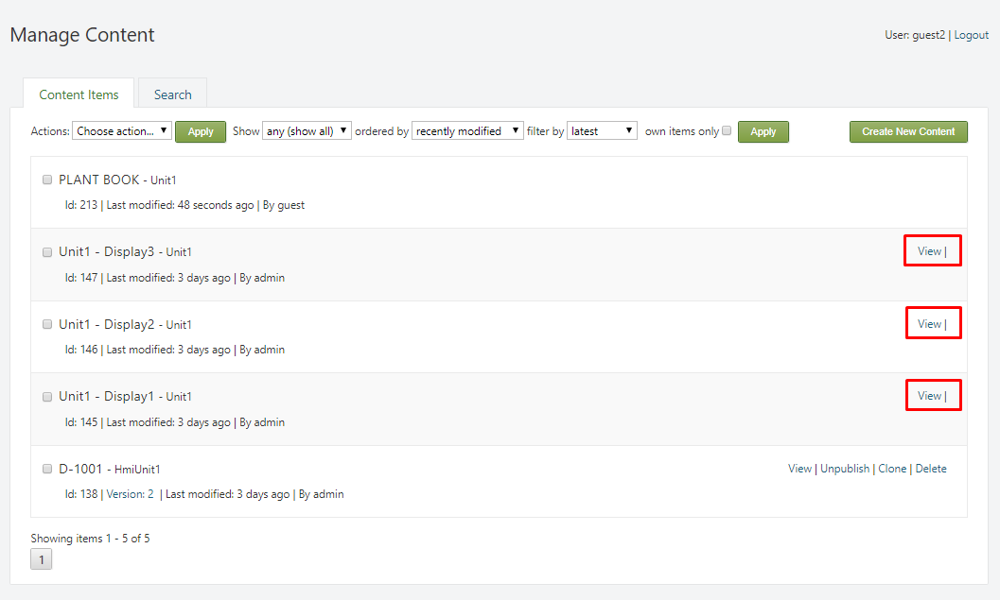 Manage Content
User: guest2 | Logout
Content Items
Search
Actions: Choose action... Apply Show any (show all) ordered by recently modified filter by latest own items only Apply Create New Content
PLANT BOOK - Unit1
Id: 213 | Last modified: 48 seconds ago | By guest
Unit1 - Display3 - Unit1 View |
Id: 147 | Last modified: 3 days ago | By admin
Unit1 - Display2 - Unit1 View |
Id: 146 | Last modified: 3 days ago | By admin
Unit1 - Display1 - Unit1 View |
Id: 145 | Last modified: 3 days ago | By admin
D-1001 - HmiUnit1 View | Unpublish | Clone | Delete
Id: 138 | Version: 2 | Last modified: 3 days ago | By admin
Showing items 1 - 5 of 5
1